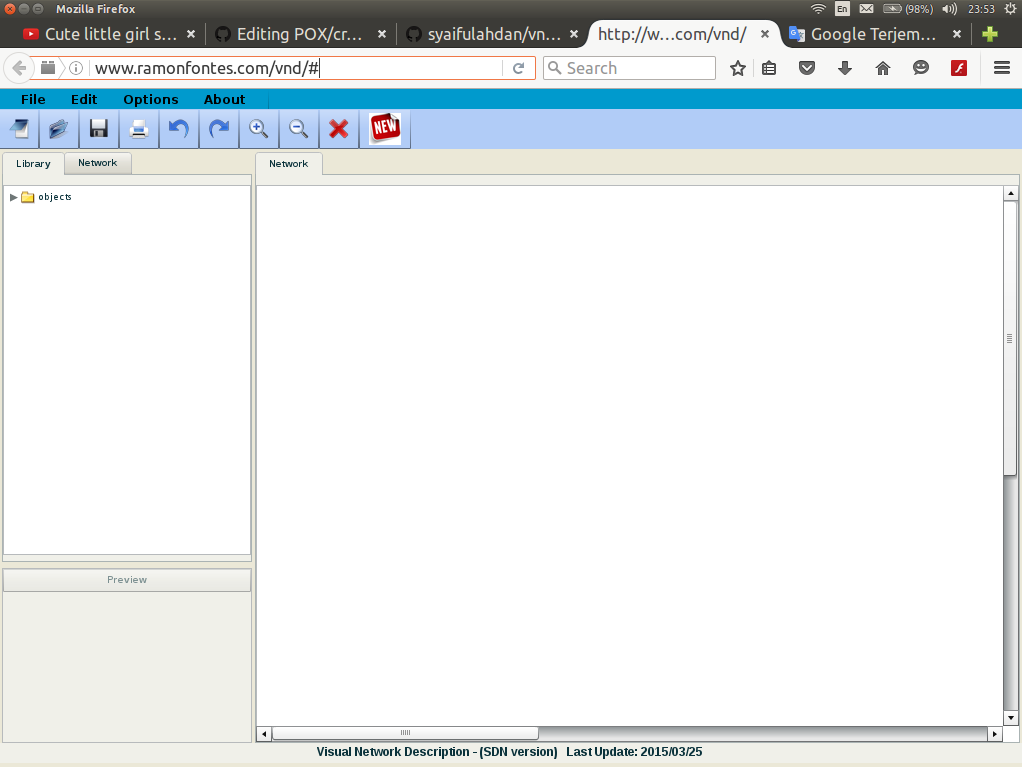 Mozilla Firefox En (98%) 23:53
Cute little girl s... Editing POX/cr... syaifulahdan/vn... http://w...com/vnd/ Google Terjem...
www.ramonfontes.com/vnd/# Search
File Edit Options About
NEW
Library Network Network
objects
Preview
Visual Network Description - (SDN version) Last Update: 2015/03/25